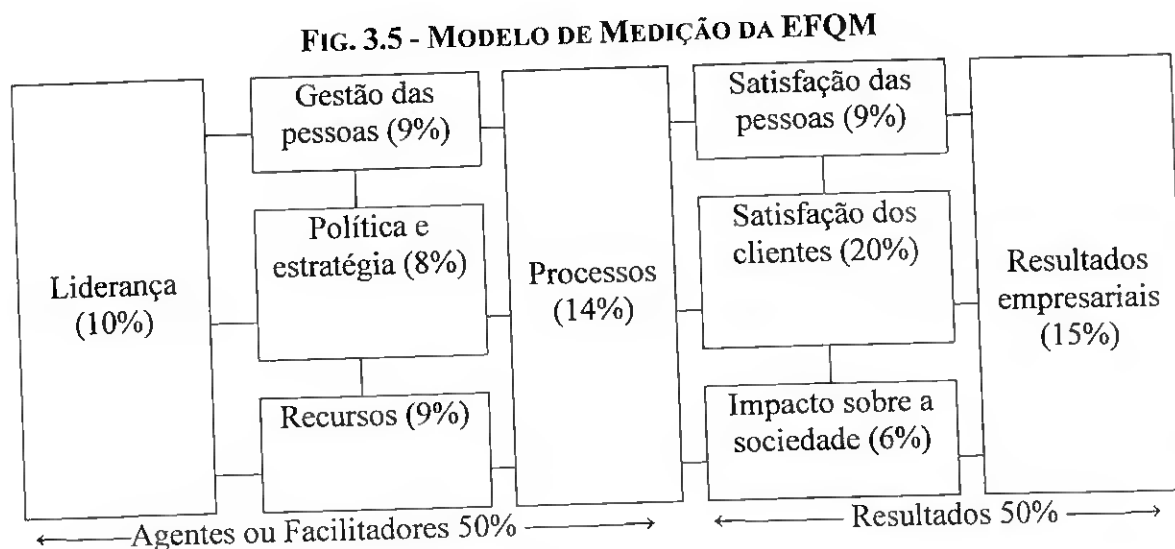 FIG. 3.5 - MODELO DE MEDIÇÃO DA EFQM
Liderança
(10%)
Gestão das
pessoas (9%)
Política e
estratégia (8%)
Recursos (9%)
Processos
(14%)
Satisfação das
pessoas (9%)
Satisfação dos
clientes (20%)
Impacto sobre a
sociedade (6%)
Resultados
empresariais
(15%)
Agentes ou Facilitadores 50%
Resultados 50%